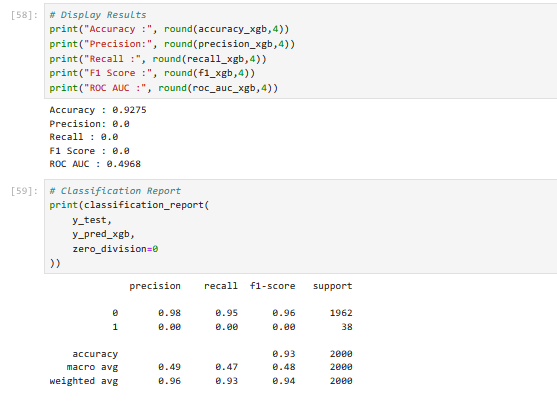 [58]: # Display Results
print("Accuracy :", round(accuracy_xgb,4))
print("Precision:", round(precision_xgb,4))
print("Recall :", round(recall_xgb,4))
print("F1 Score :", round(f1_xgb,4))
print("ROC AUC :", round(roc_auc_xgb,4))
Accuracy : 0.9275
Precision: 0.0
Recall : 0.0
F1 Score : 0.0
ROC AUC : 0.4968
[59]: # Classification Report
print(classification_report(
y_test,
y_pred_xgb,
zero_division=0
))
precision recall f1-score support
0 0.98 0.95 0.96 1962
1 0.00 0.00 0.00 38
accuracy 0.93 2000
macro avg 0.49 0.47 0.48 2000
weighted avg 0.96 0.93 0.94 2000